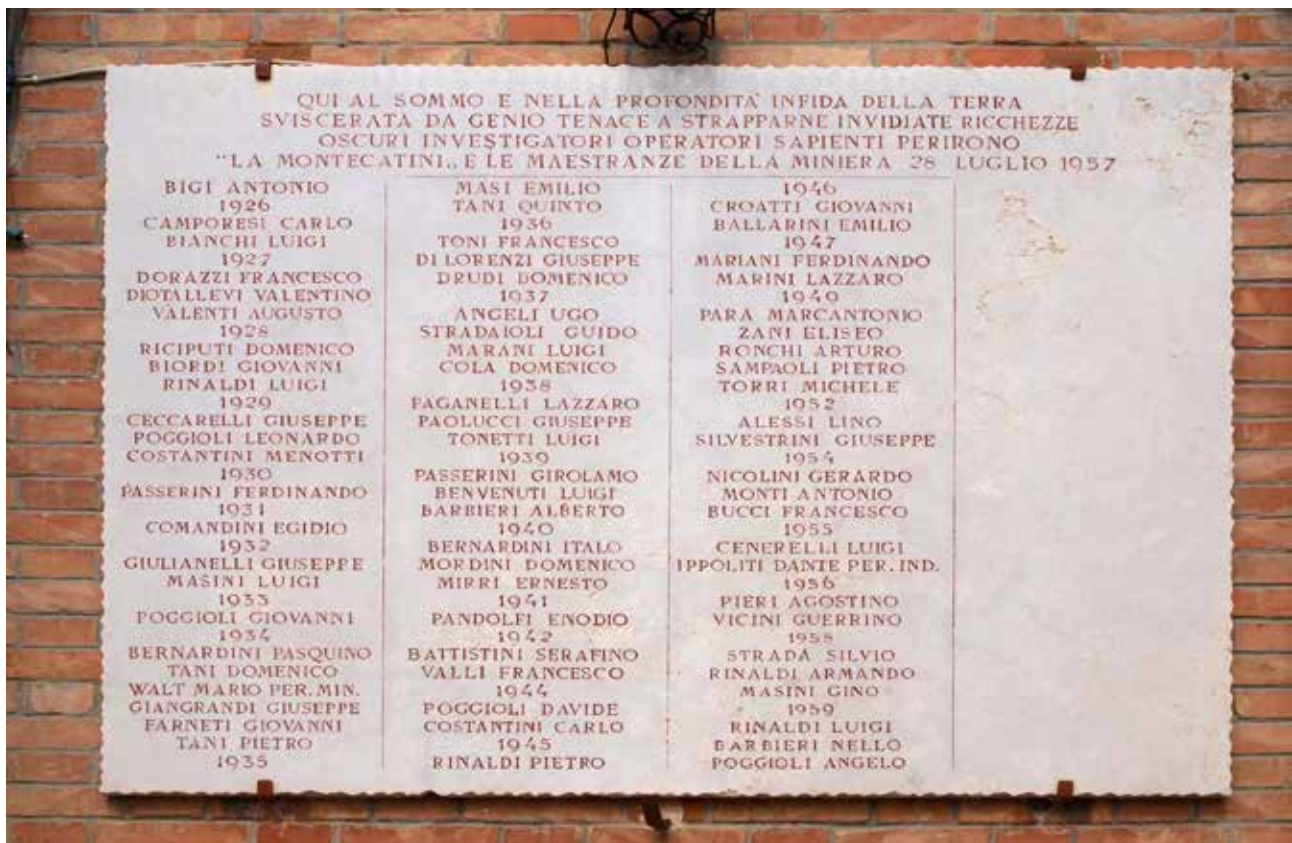 QUI AL SOMMO E NELLA PROFONDITA' INFIDA DELLA TERRA
SVISCERATA DA GENIO TENACE A STRAPPARNE INVIDIATE RICCHEZZE
OSCURI INVESTIGATORI OPERATORI SAPIENTI PERIRONO
"LA MONTECATINI„ E LE MAESTRANZE DELLA MINIERA 28 LUGLIO 1957
BIGI ANTONIO
1926
CAMPORESI CARLO
BIANCHI LUIGI
1927
DORAZZI FRANCESCO
DIOTALLEVI VALENTINO
VALENTI AUGUSTO
1928
RICIPUTI DOMENICO
BIORDI GIOVANNI
RINALDI LUIGI
1929
CECCARELLI GIUSEPPE
POGGIOLI LEONARDO
COSTANTINI MENOTTI
1930
PASSERINI FERDINANDO
1931
COMANDINI EGIDIO
1932
GIULIANELLI GIUSEPPE
MASINI LUIGI
1933
POGGIOLI GIOVANNI
1934
BERNARDINI PASQUINO
TANI DOMENICO
WALT MARIO PER. MIN.
GIANGRANDI GIUSEPPE
FARNETI GIOVANNI
TANI PIETRO
1935
MASI EMILIO
TANI QUINTO
1936
TONI FRANCESCO
DI LORENZI GIUSEPPE
DRUDI DOMENICO
1937
ANGELI UGO
STRADAIOLI GUIDO
MARANI LUIGI
COLA DOMENICO
1938
FAGANELLI LAZZARO
PAOLUCCI GIUSEPPE
TONETTI LUIGI
1939
PASSERINI GIROLAMO
BENVENUTI LUIGI
BARBIERI ALBERTO
1940
BERNARDINI ITALO
MORDINI DOMENICO
MIRRI ERNESTO
1941
PANDOLFI ENODIO
1942
BATTISTINI SERAFINO
VALLI FRANCESCO
1944
POGGIOLI DAVIDE
COSTANTINI CARLO
1945
RINALDI PIETRO
1946
CROATTI GIOVANNI
BALLARINI EMILIO
1947
MARIANI FERDINANDO
MARINI LAZZARO
1949
PARA MARCANTONIO
ZANI ELISEO
RONCHI ARTURO
SAMPAOLI PIETRO
TORRI MICHELE
1952
ALESSI LINO
SILVESTRINI GIUSEPPE
1954
NICOLINI GERARDO
MONTI ANTONIO
BUCCI FRANCESCO
1955
CENERELLI LUIGI
IPPOLITI DANTE PER. IND.
1956
PIERI AGOSTINO
VICINI GUERRINO
1958
STRADA SILVIO
RINALDI ARMANDO
MASINI GINO
1959
RINALDI LUIGI
BARBIERI NELLO
POGGIOLI ANGELO